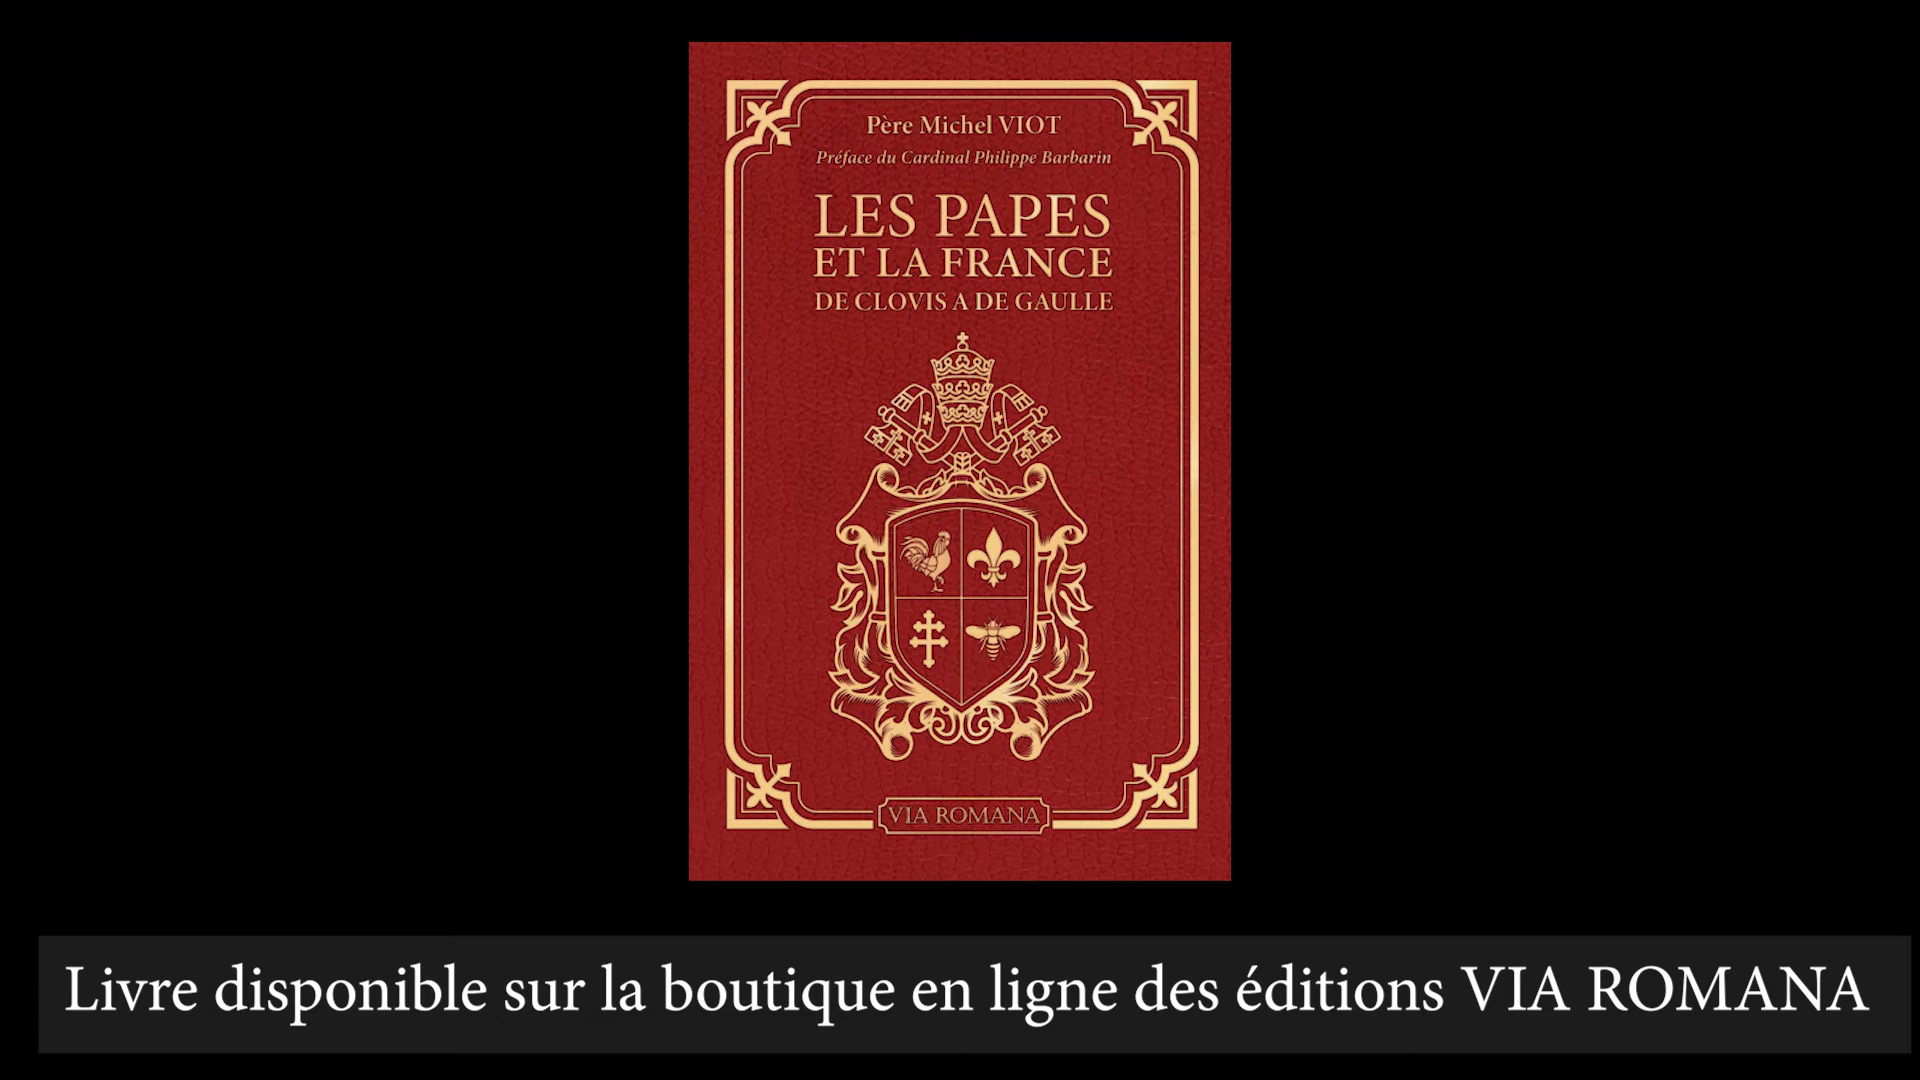 Père Michel VIOT
Préface du Cardinal Philippe Barbarin
LES PAPES
ET LA FRANCE
DE CLOVIS A DE GAULLE
VIA ROMANA
Livre disponible sur la boutique en ligne des éditions VIA ROMANA